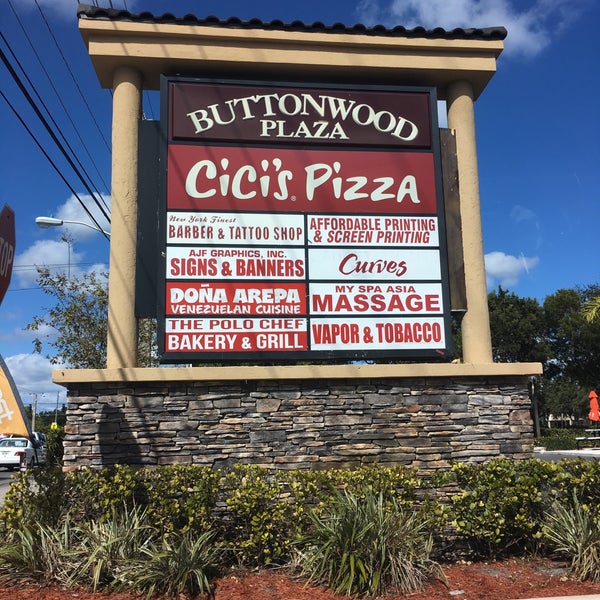 BUTTONWOOD
PLAZA
CiCi's Pizza
New York Finest
BARBER & TATTOO SHOP
AFFORDABLE PRINTING
& SCREEN PRINTING
AJF GRAPHICS, INC.
SIGNS & BANNERS
Curves
DOÑA AREPA
VENEZUELAN CUISINE
MY SPA ASIA
MASSAGE
THE POLO CHEF
BAKERY & GRILL
VAPOR & TOBACCO
STOP